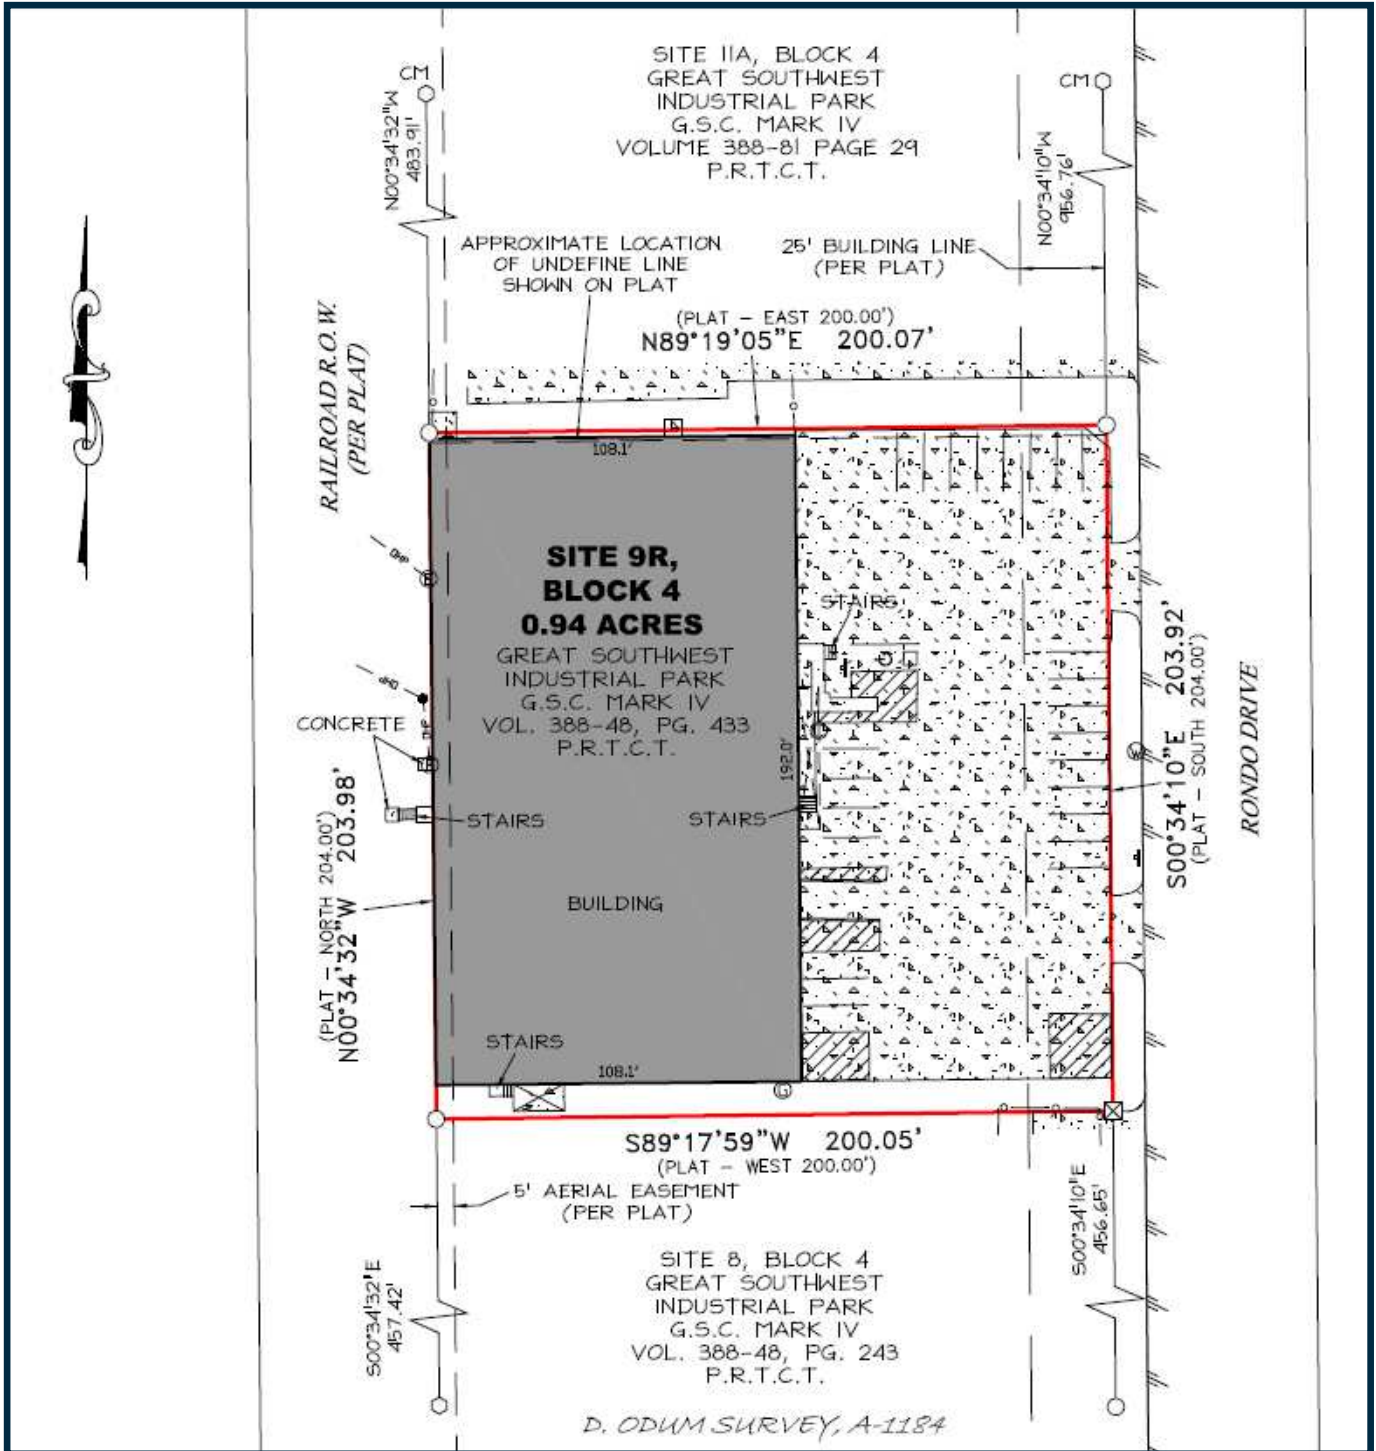 SITE 11A, BLOCK 4
GREAT SOUTHWEST
INDUSTRIAL PARK
G.S.C. MARK IV
VOLUME 388-81 PAGE 29
P.R.T.C.T.
CM
N00°34'32"W
483.91'
CM
N00°34'10"W
956.76'
APPROXIMATE LOCATION
OF UNDEFINE LINE
SHOWN ON PLAT
25' BUILDING LINE
(PER PLAT)
(PLAT - EAST 200.00')
N89°19'05"E 200.07'
RAILROAD R.O.W.
(PER PLAT)
108.1'
SITE 9R,
BLOCK 4
0.94 ACRES
GREAT SOUTHWEST
INDUSTRIAL PARK
G.S.C. MARK IV
VOL. 388-48, PG. 433
P.R.T.C.T.
OHP
OHP
OHP
E
STAIRS
CONCRETE
STAIRS
192.0'
STAIRS
W
S00°34'10"E 203.92'
(PLAT - SOUTH 204.00')
RONDO DRIVE
(PLAT - NORTH 204.00')
N00°34'32"W 203.98'
BUILDING
STAIRS
108.1'
G
S89°17'59"W 200.05'
(PLAT - WEST 200.00')
5' AERIAL EASEMENT
(PER PLAT)
S00°34'32"E
457.42'
S00°34'10"E
456.65'
SITE 8, BLOCK 4
GREAT SOUTHWEST
INDUSTRIAL PARK
G.S.C. MARK IV
VOL. 388-48, PG. 243
P.R.T.C.T.
D. ODUM SURVEY, A-1184